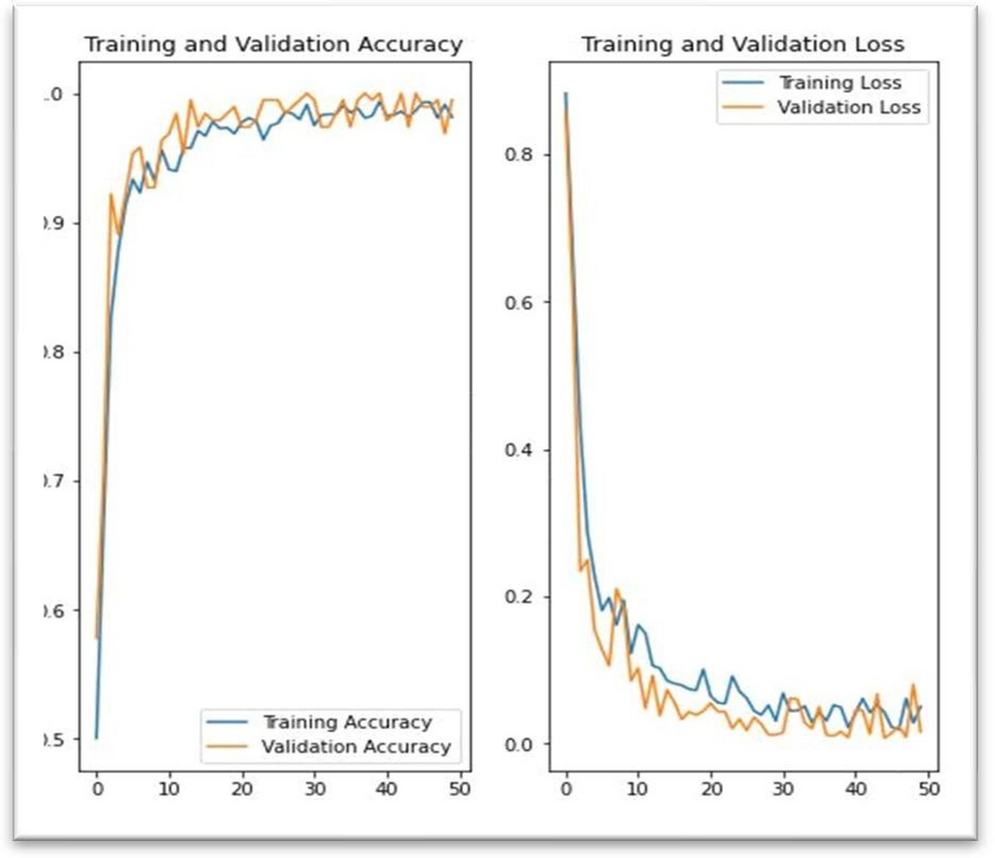 Training and Validation Accuracy
.0
.9
.8
.7
.6
.5
0 10 20 30 40 50
Training Accuracy
Validation Accuracy
Training and Validation Loss
Training Loss
Validation Loss
0.8
0.6
0.4
0.2
0.0
0 10 20 30 40 50